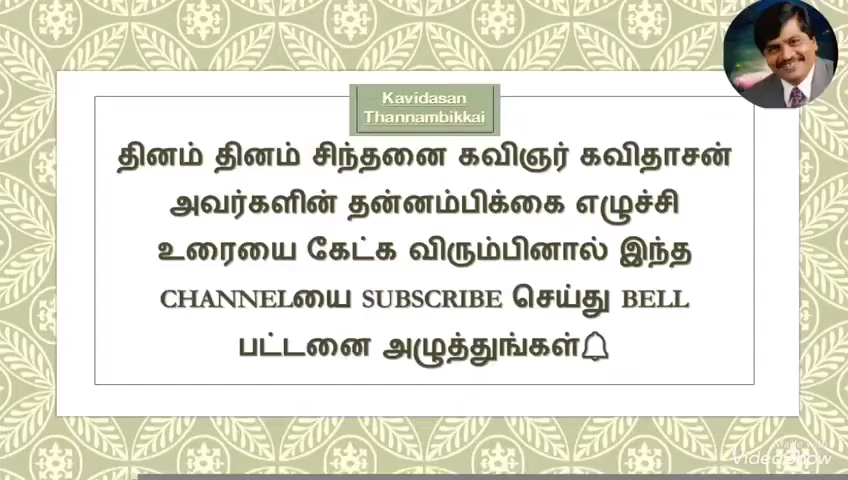 Kavidasan
Thannambikkai
தினம் தினம் சிந்தனை கவிஞர் கவிதாசன்
அவர்களின் தன்னம்பிக்கை எழுச்சி
உரையை கேட்க விரும்பினால் இந்த
CHANNELயை SUBSCRIBE செய்து BELL
பட்டனை அழுத்துங்கள்
Made With
VideoShow